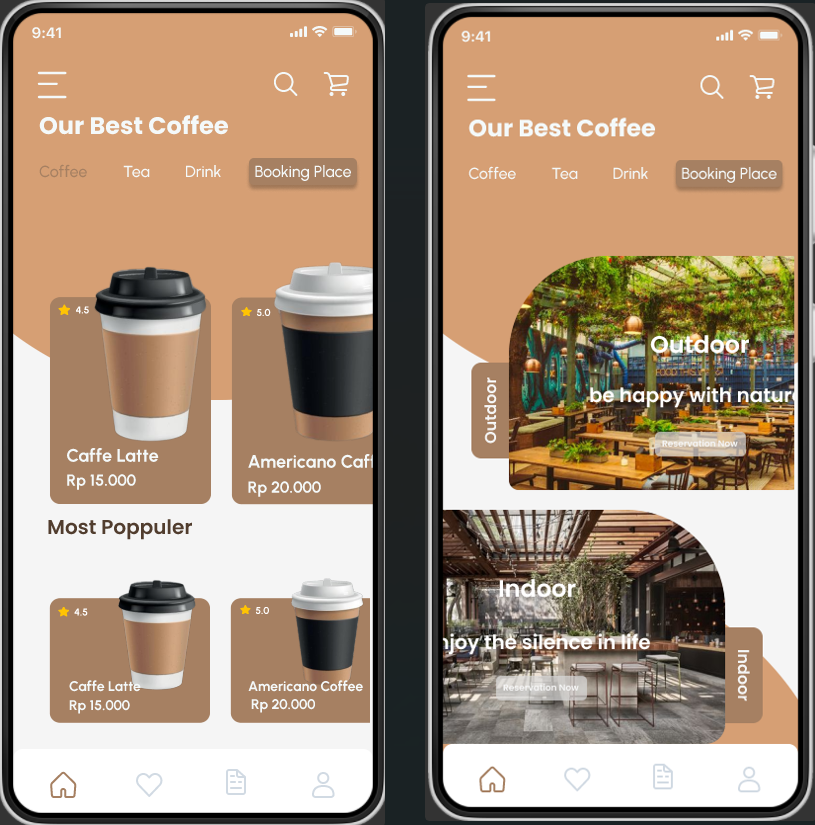 9:41
Our Best Coffee
Coffee Tea Drink Booking Place
4.5
5.0
Caffe Latte
Rp 15.000
Americano Caf
Rp 20.000
Most Poppuler
4.5
5.0
Caffe Latte
Rp 15.000
Americano Coffee
Rp 20.000
9:41
Our Best Coffee
Coffee Tea Drink Booking Place
Outdoor
Outdoor
be happy with nature
Reservation Now
Indoor
njoy the silence in life
Reservation Now
Indoor